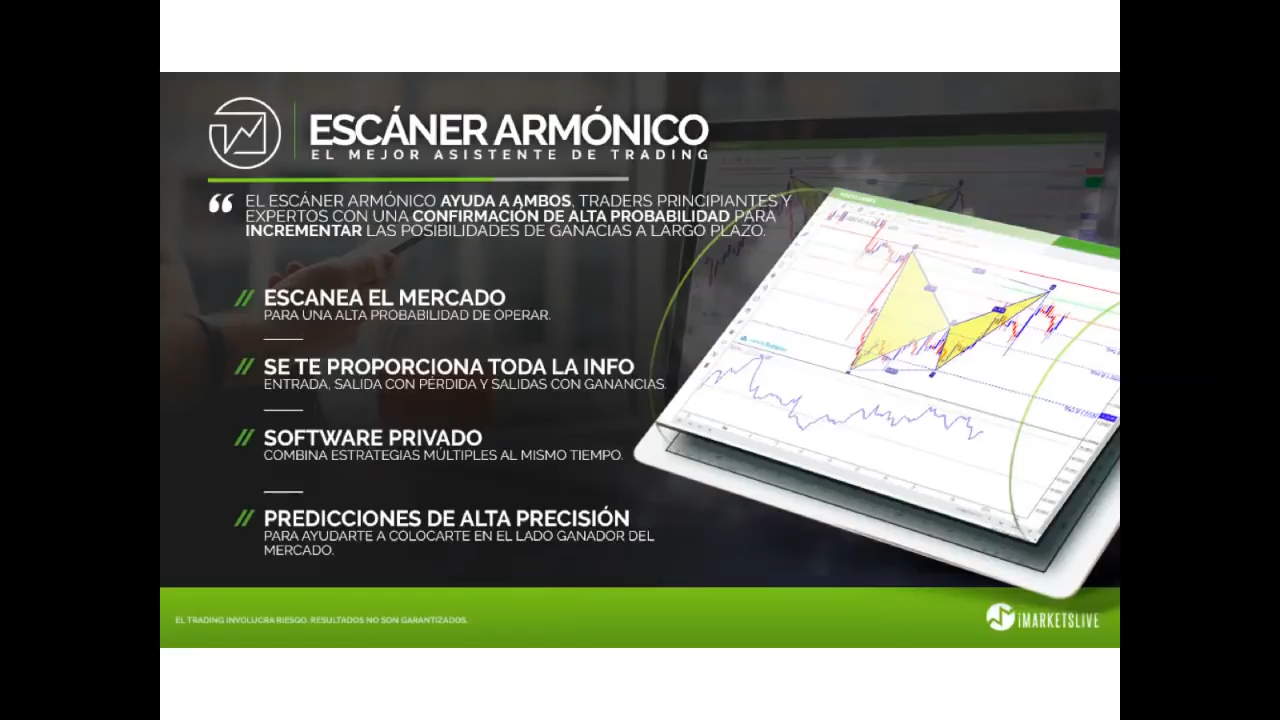 ESCÁNER ARMÓNICO
EL MEJOR ASISTENTE DE TRADING
“ EL ESCÁNER ARMÓNICO AYUDA A AMBOS, TRADERS PRINCIPIANTES Y
EXPERTOS CON UNA CONFIRMACIÓN DE ALTA PROBABILIDAD PARA
INCREMENTAR LAS POSIBILIDADES DE GANACIAS A LARGO PLAZO.
// ESCANEA EL MERCADO
PARA UNA ALTA PROBABILIDAD DE OPERAR.
// SE TE PROPORCIONA TODA LA INFO
ENTRADA, SALIDA CON PÉRDIDA Y SALIDAS CON GANANCIAS.
// SOFTWARE PRIVADO
COMBINA ESTRATEGIAS MÚLTIPLES AL MISMO TIEMPO.
// PREDICCIONES DE ALTA PRECISIÓN
PARA AYUDARTE A COLOCARTE EN EL LADO GANADOR DEL
MERCADO.
EL TRADING INVOLUCRA RIESGO. RESULTADOS NO SON GARANTIZADOS.
iMARKETSLIVE